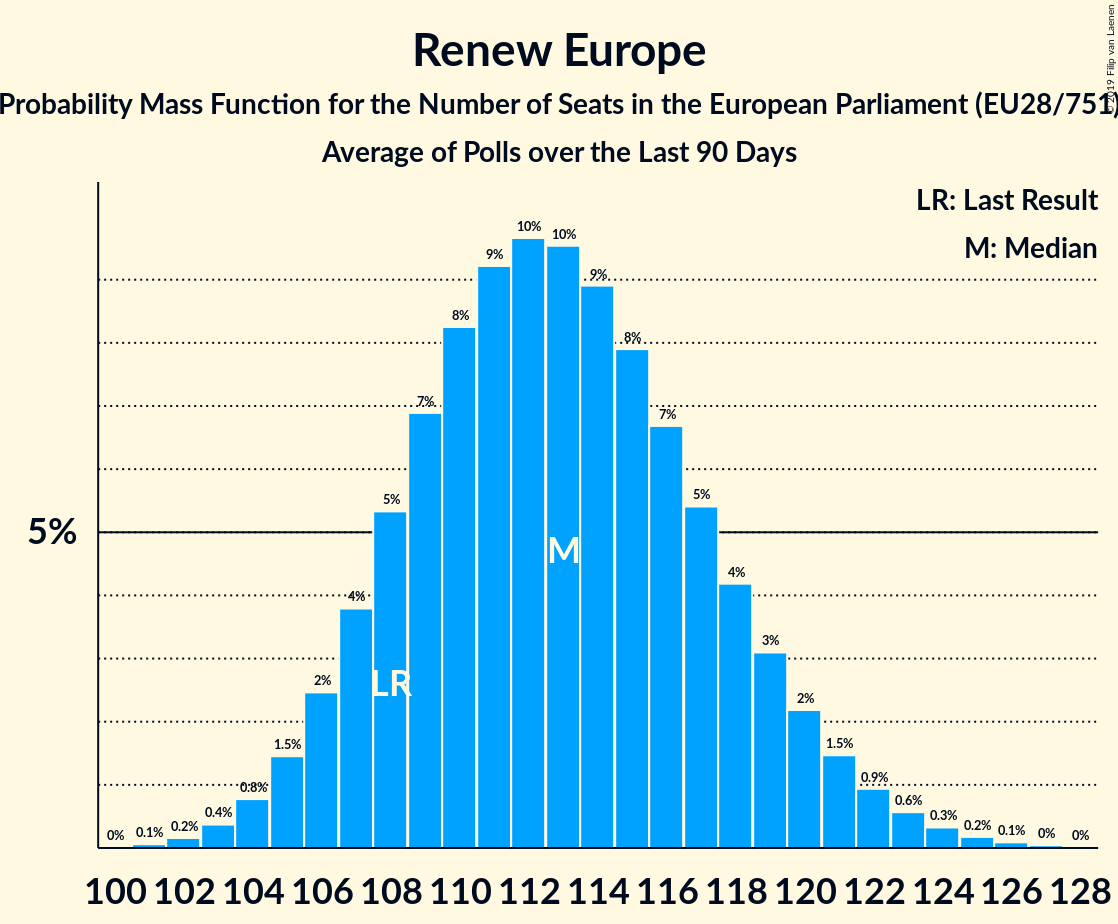 Renew Europe
Probability Mass Function for the Number of Seats in the European Parliament (EU28/751)
Average of Polls over the Last 90 Days
© 2019 Filip van Laenen
LR: Last Result
M: Median
5%
0% 0.1% 0.2% 0.4% 0.8% 1.5% 2% 4% 5% 7% 8% 9% 10% 10% 9% 8% 7% 5% 4% 3% 2% 1.5% 0.9% 0.6% 0.3% 0.2% 0.1% 0% 0%
M
LR
100 102 104 106 108 110 112 114 116 118 120 122 124 126 128